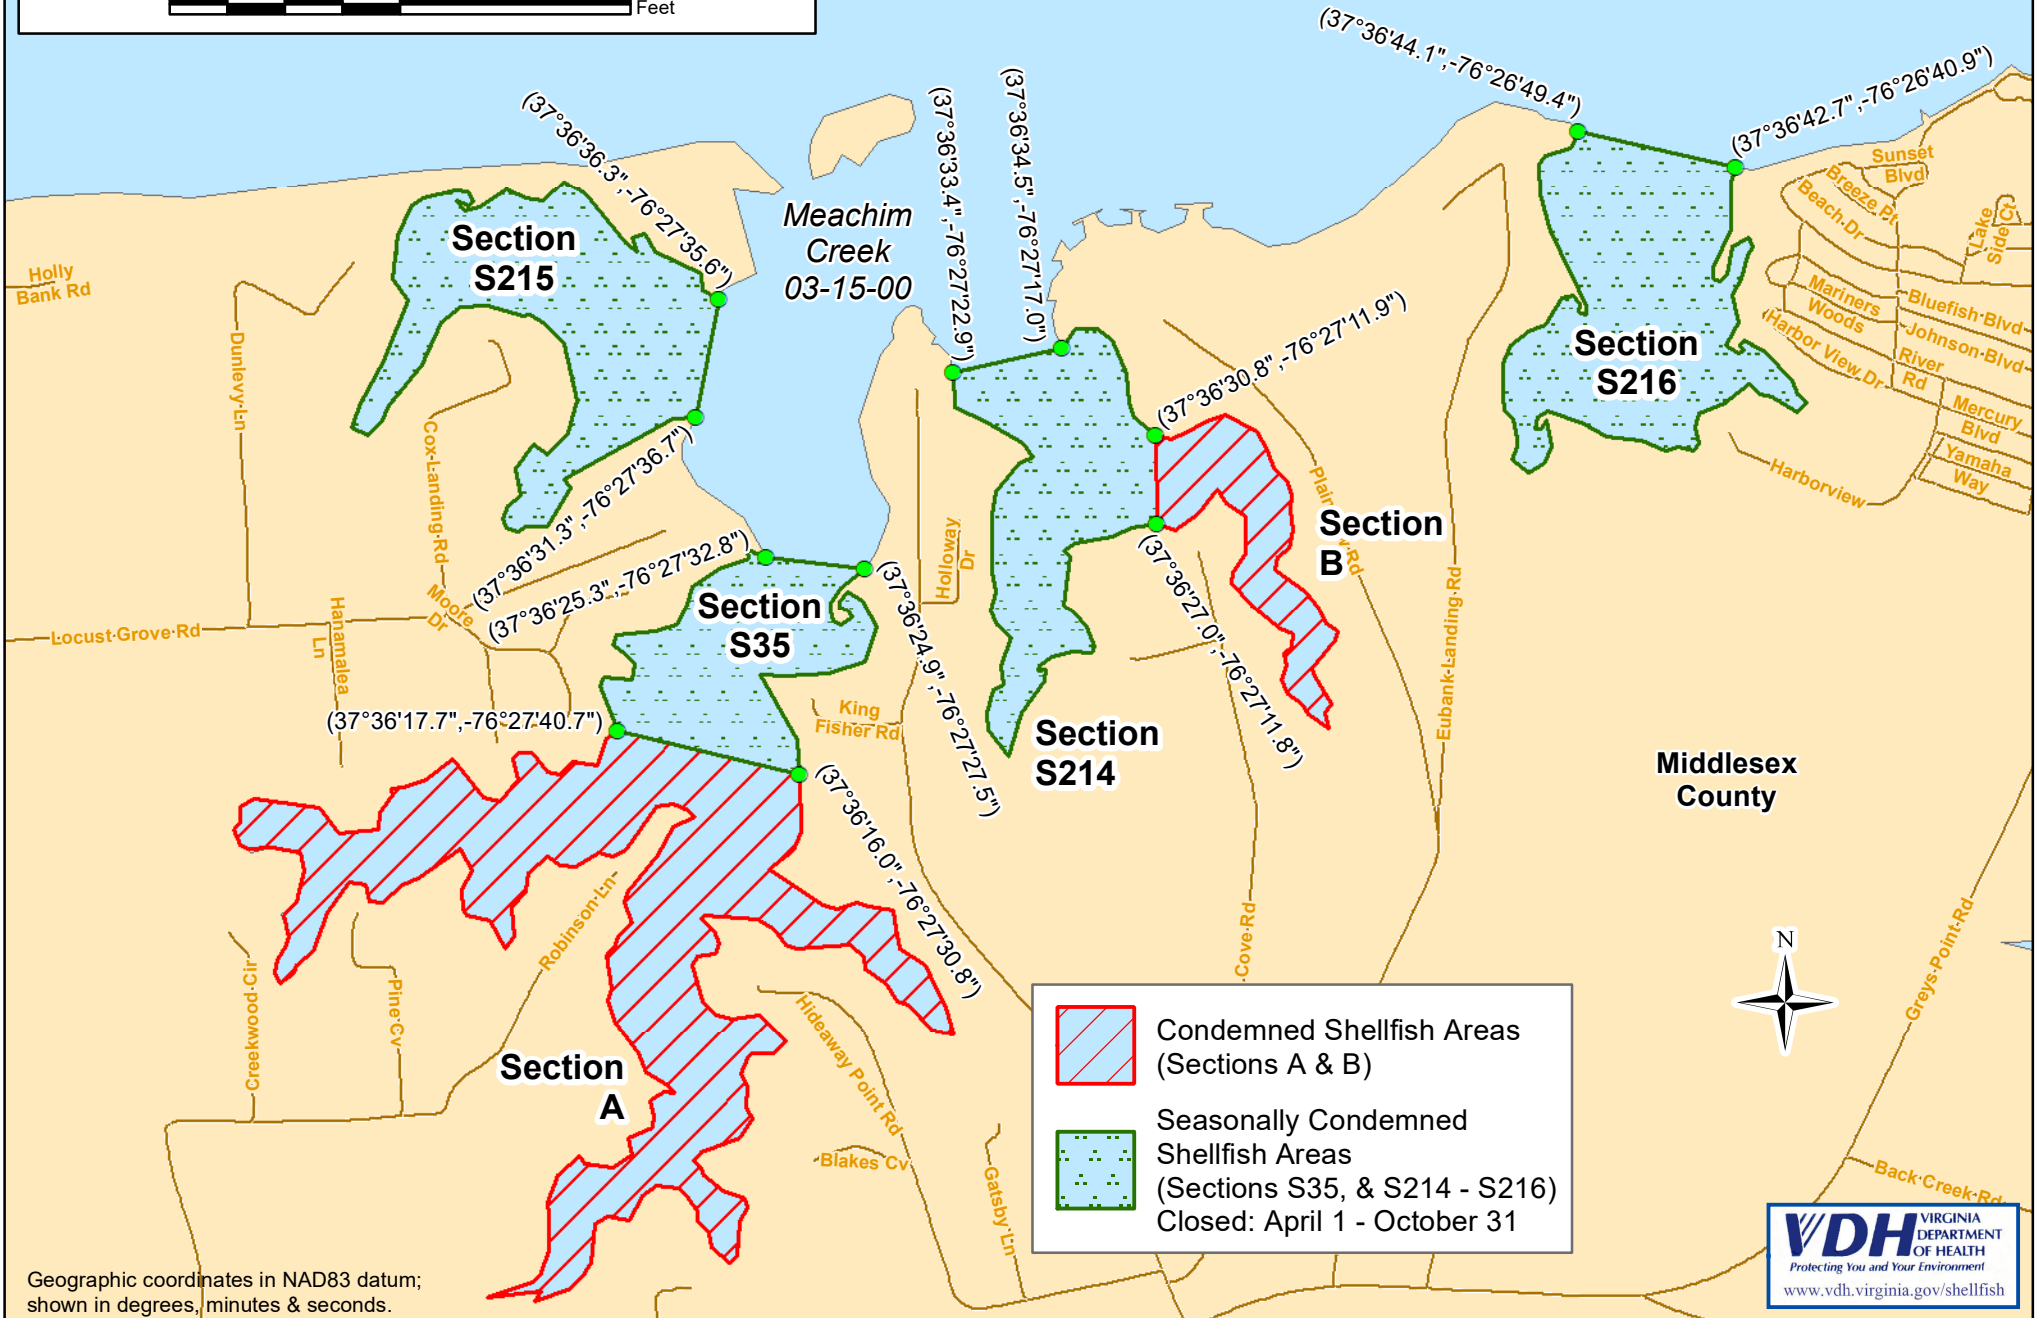 Feet
(37°36'44.1",-76°26'49.4")
(37°36'42.7",-76°26'40.9")
(37°36'36.3",-76°27'35.6")
(37°36'33.4",-76°27'22.9")
(37°36'34.5",-76°27'17.0")
Sunset
Blvd
Breeze Pt
Beach Dr
Lake
Side Ct
Meachim
Creek
03-15-00
Section
S215
Holly
Bank Rd
Dunlevy Ln
Cox Landing Rd
Mariners
Woods
Bluefish Blvd
Johnson Blvd
Harbor View Dr
River
Rd
Mercury
Blvd
Yamaha
Way
Harborview
Section
S216
(37°36'30.8",-76°27'11.9")
Plain
w Rd
Section
B
Eubank Landing Rd
(37°36'31.3",-76°27'36.7")
(37°36'25.3",-76°27'32.8")
Holloway
Dr
(37°36'27.0",-76°27'11.8")
(37°36'24.9",-76°27'27.5")
Section
S35
Moore
Dr
Hanamalea
Ln
Locust Grove Rd
(37°36'17.7",-76°27'40.7")
King
Fisher Rd
Section
S214
Middlesex
County
(37°36'16.0",-76°27'30.8")
Robinson Ln
Creekwood Cir
Pine Cv
Cove Rd
Greys Point Rd
N
Section
A
Hideaway Point Rd
Blakes Cv
Gatsby Ln
Back Creek Rd
Condemned Shellfish Areas
(Sections A & B)
Seasonally Condemned
Shellfish Areas
(Sections S35, & S214 - S216)
Closed: April 1 - October 31
VDH VIRGINIA
DEPARTMENT
OF HEALTH
Protecting You and Your Environment
www.vdh.virginia.gov/shellfish
Geographic coordinates in NAD83 datum;
shown in degrees, minutes & seconds.